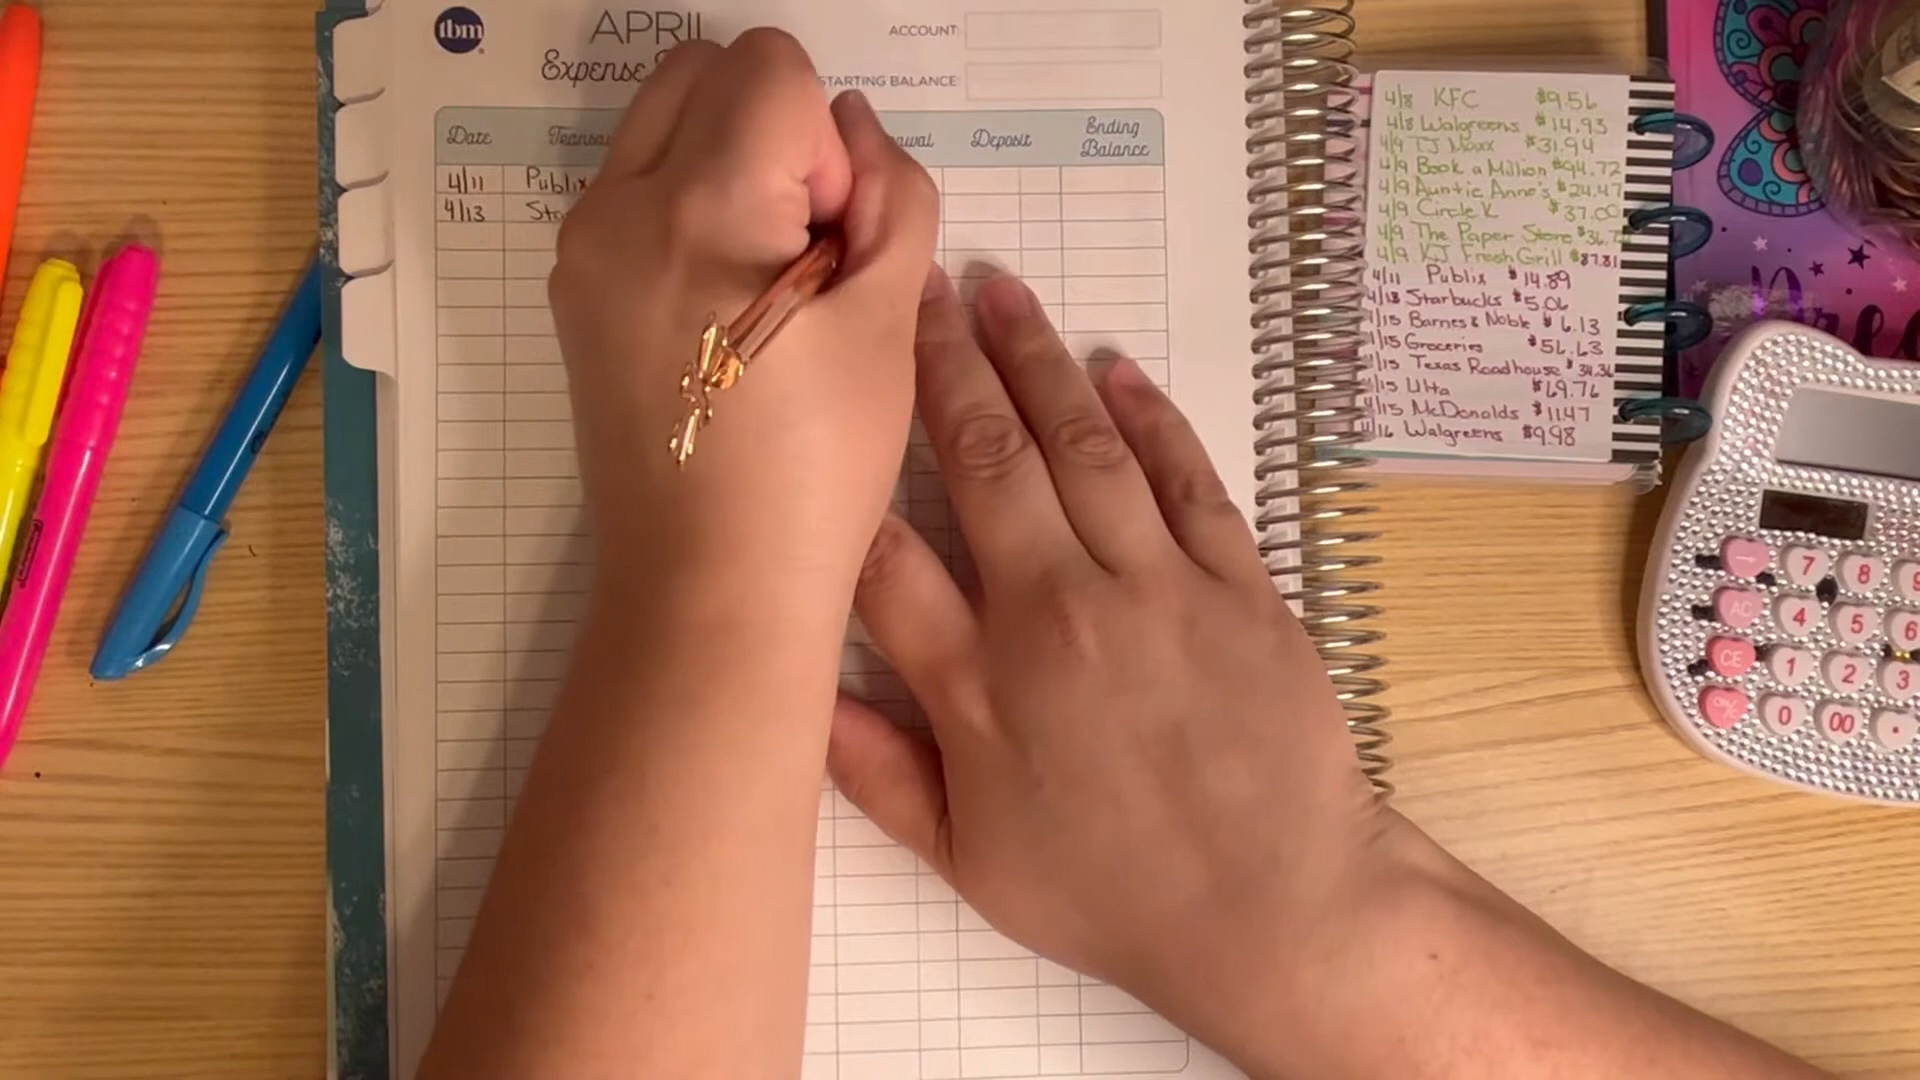 tbm
APRIL
Expense
ACCOUNT:
STARTING BALANCE:
Date
Deposit
Ending Balance
4/11 Publix
4/13
4/8 KFC $9.56
4/8 Walgreens $14.93
4/9 TJ Maxx $31.94
4/9 Book a Million $94.72
4/9 Auntie Anne's $24.47
4/9 Circle K $37.00
4/9 The Paper Store
4/9 KJ Fresh Grill $87.81
4/11 Publix $14.89
4/13 Starbucks $5.06
/15 Barnes & Noble $6.13
/15 Groceries $56.63
/15 Texas Roadhouse $34.36
/15 Ulta $69.76
4/15 McDonalds $11.47
4/16 Walgreens $9.98
7 8 9
AC 4 5 6
CE 1 2 3
0 00 .